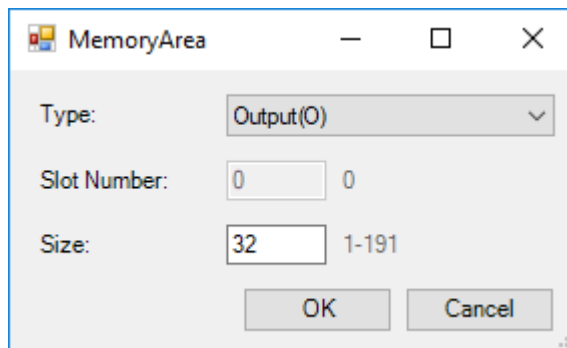 MemoryArea
Type: Output(O)
Slot Number: 0 0
Size: 32 1-191
OK Cancel